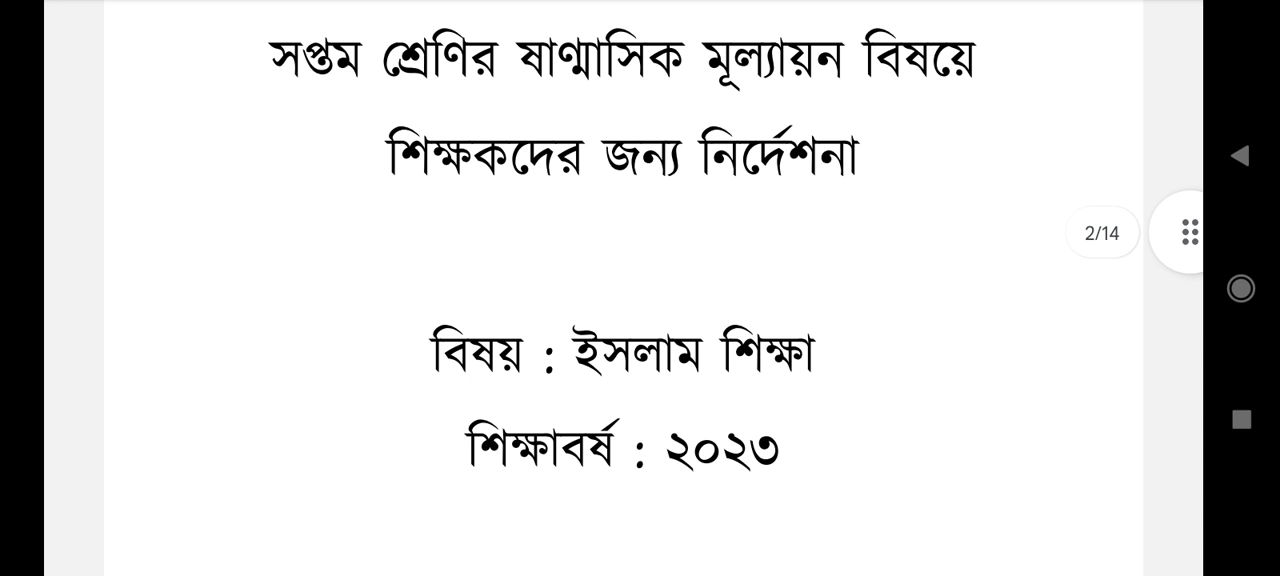 সপ্তম শ্রেণির ষাণ্মাসিক মূল্যায়ন বিষয়ে
শিক্ষকদের জন্য নির্দেশনা
2/14
বিষয় : ইসলাম শিক্ষা
শিক্ষাবর্ষ : ২০২৩